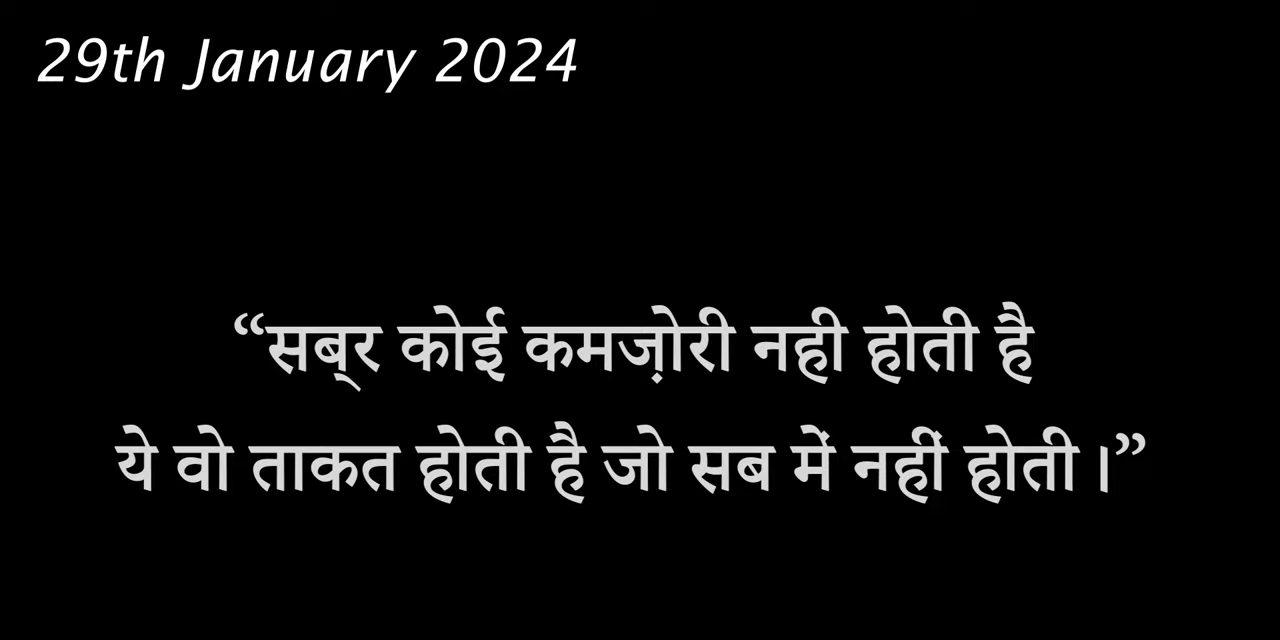 29th January 2024
“सब्‌र कोई कमज़ोरी नही होती है
ये वो ताकत होती है जो सब में नहीं होती।”